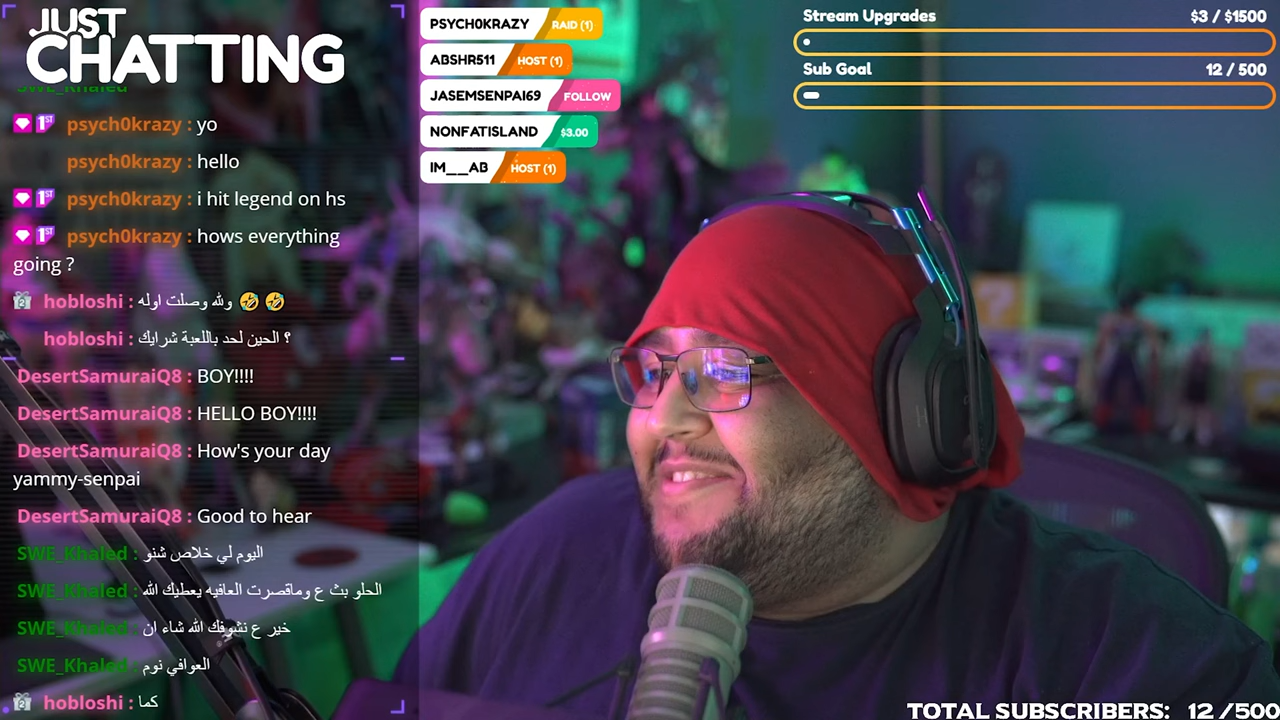 JUST
CHATTING
SWE_Khaled
psych0krazy : yo
psych0krazy : hello
psych0krazy : i hit legend on hs
psych0krazy : hows everything
going ?
hobloshi : ولله وصلت اوله 🤣 🤣
hobloshi : ؟ الحين لحد باللعبة شرايك
DesertSamuraiQ8 : BOY!!!!
DesertSamuraiQ8 : HELLO BOY!!!!
DesertSamuraiQ8 : How's your day
yammy-senpai
DesertSamuraiQ8 : Good to hear
SWE_Khaled : اليوم لي خلاص شنو
SWE_Khaled : الحلو بث ع وماقصرت العافيه يعطيك الله
SWE_Khaled : خير ع نشوفك الله شاء ان
SWE_Khaled : العوافي نوم
hobloshi : كما
PSYCH0KRAZY RAID (1)
ABSHR511 HOST (1)
JASEMSENPAI69 FOLLOW
NONFATISLAND $3.00
IM__AB HOST (1)
Stream Upgrades $3 / $1500
Sub Goal 12 / 500
TOTAL SUBSCRIBERS: 12 /500